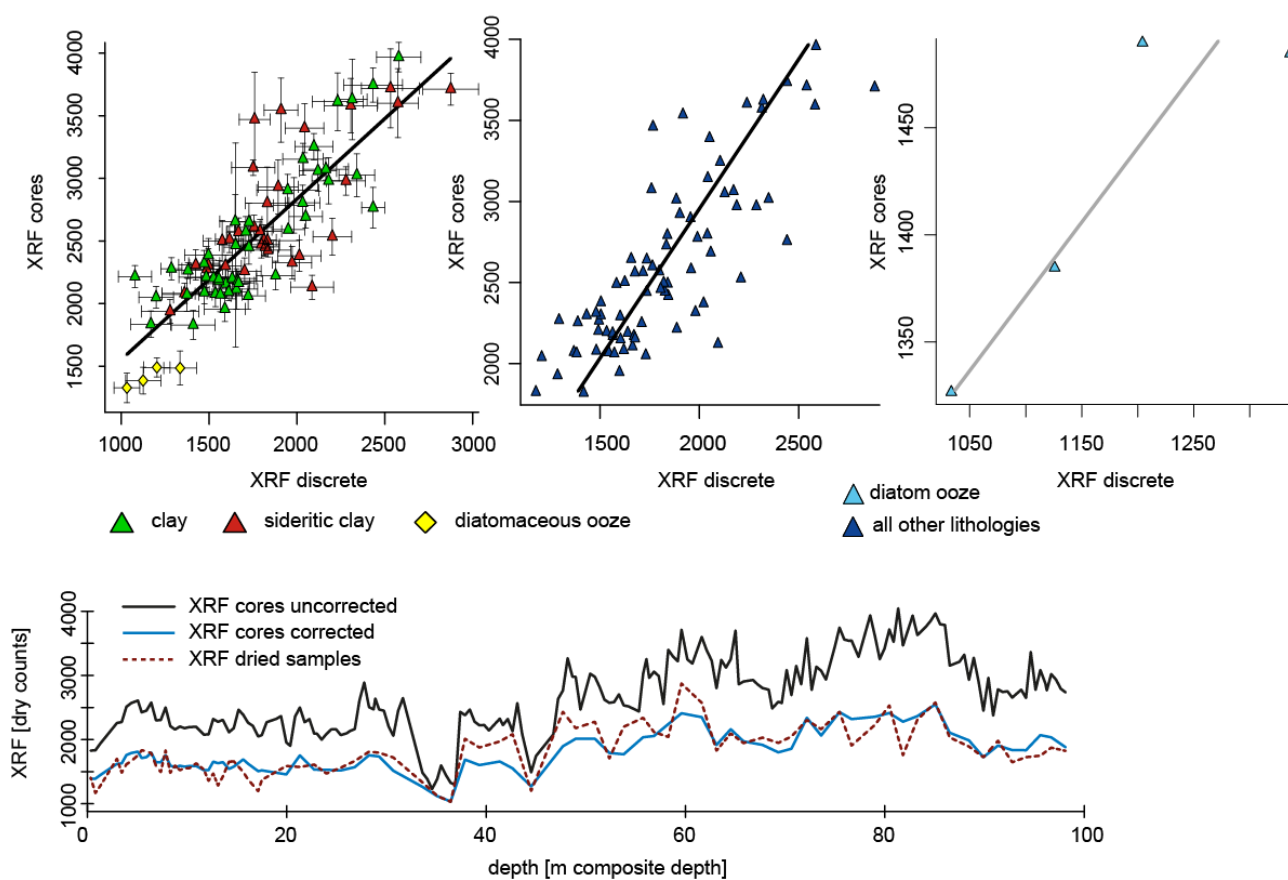 4000
3500
3000
2500
2000
1500
XRF cores
1000 1500 2000 2500 3000
XRF discrete
4000
3500
3000
2500
2000
XRF cores
1500 2000 2500
XRF discrete
1450
1400
1350
XRF cores
1050 1150 1250
XRF discrete
clay sideritic clay diatomaceous ooze
diatom ooze
all other lithologies
XRF cores uncorrected
XRF cores corrected
XRF dried samples
4000
3000
2000
1000
XRF [dry counts]
0 20 40 60 80 100
depth [m composite depth]